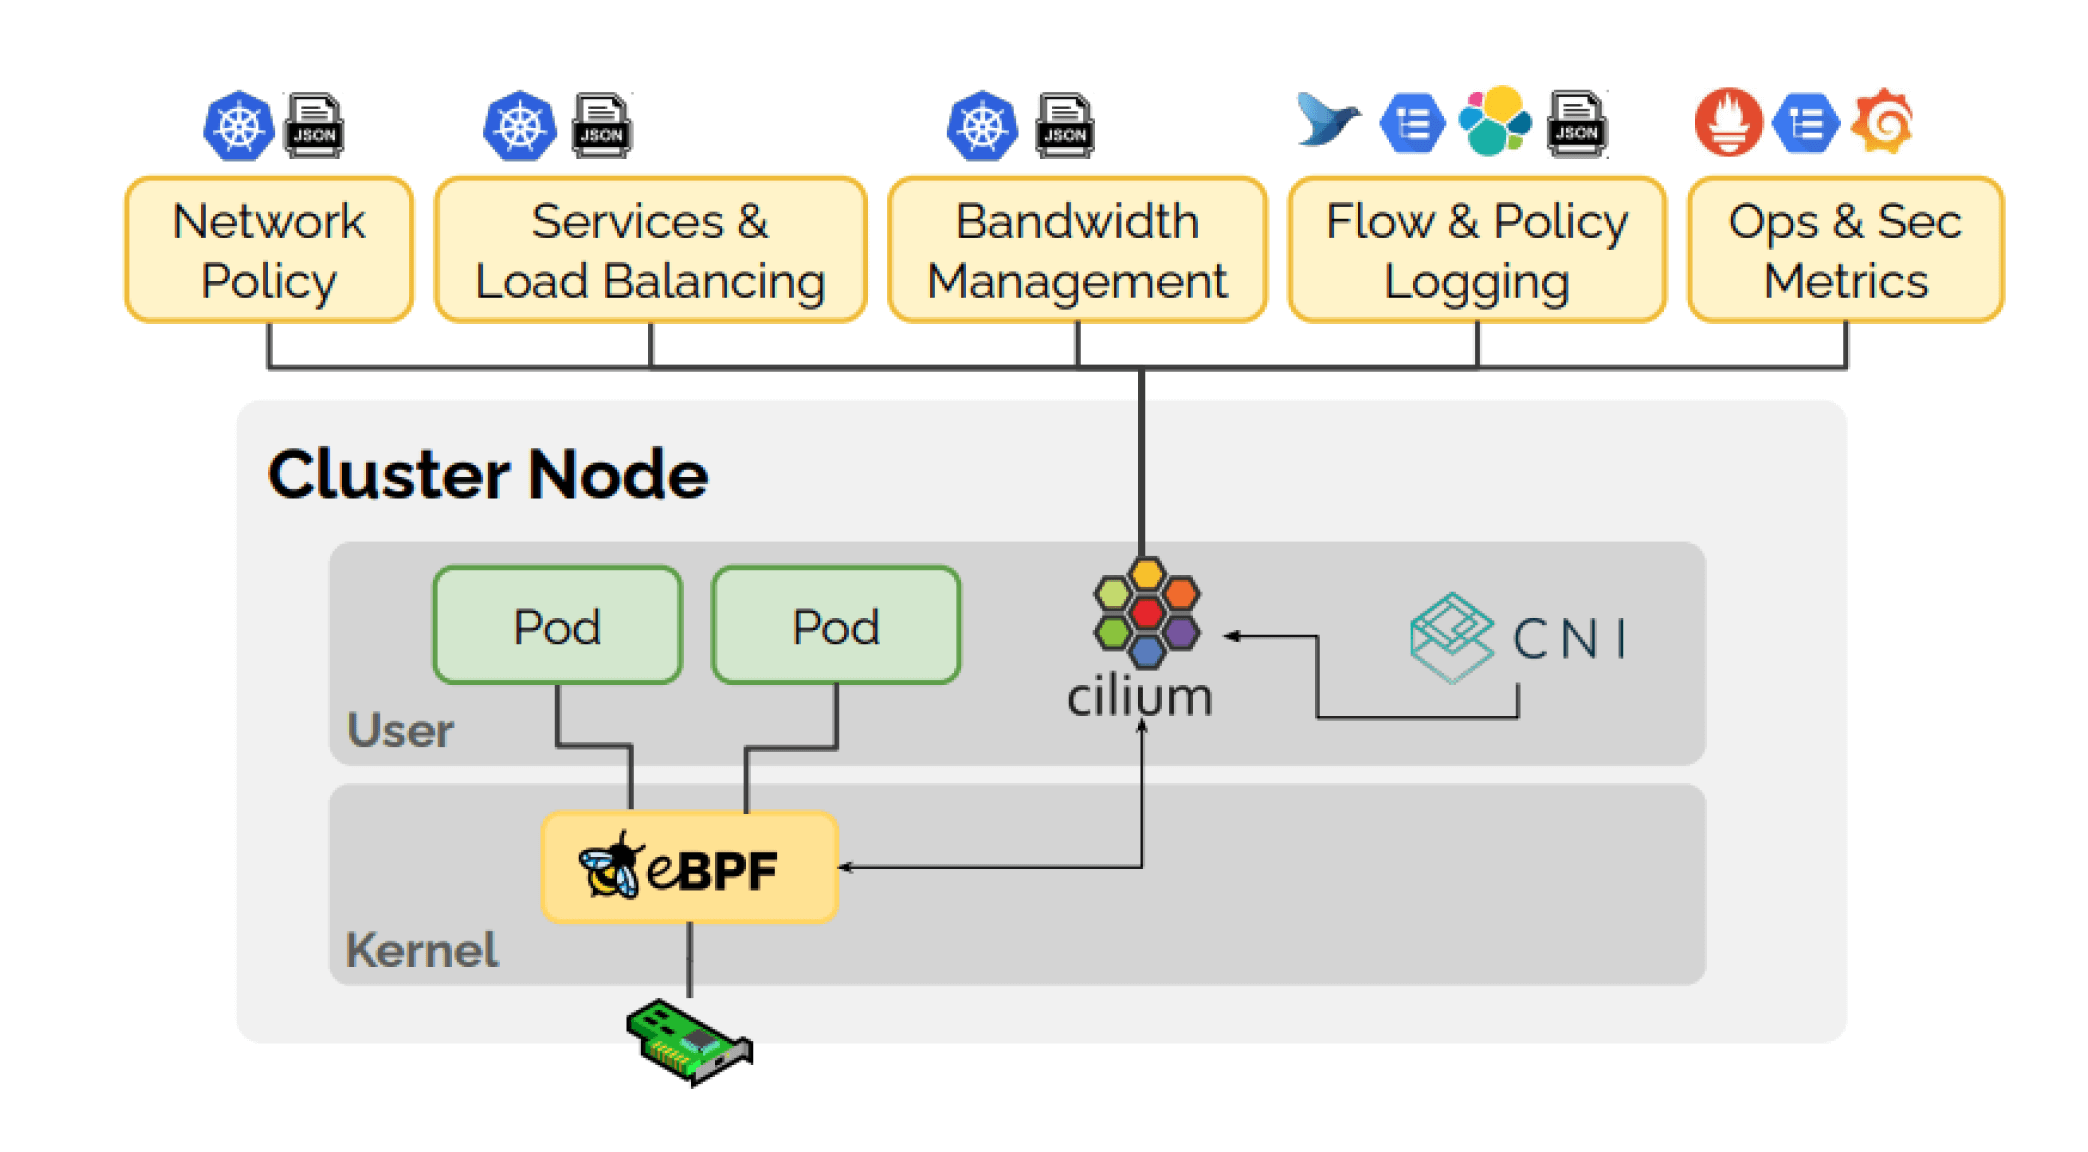 JSON
JSON
JSON
JSON
Network
Policy
Services &
Load Balancing
Bandwidth
Management
Flow & Policy
Logging
Ops & Sec
Metrics
Cluster Node
Pod
Pod
cilium
CNI
User
eBPF
Kernel